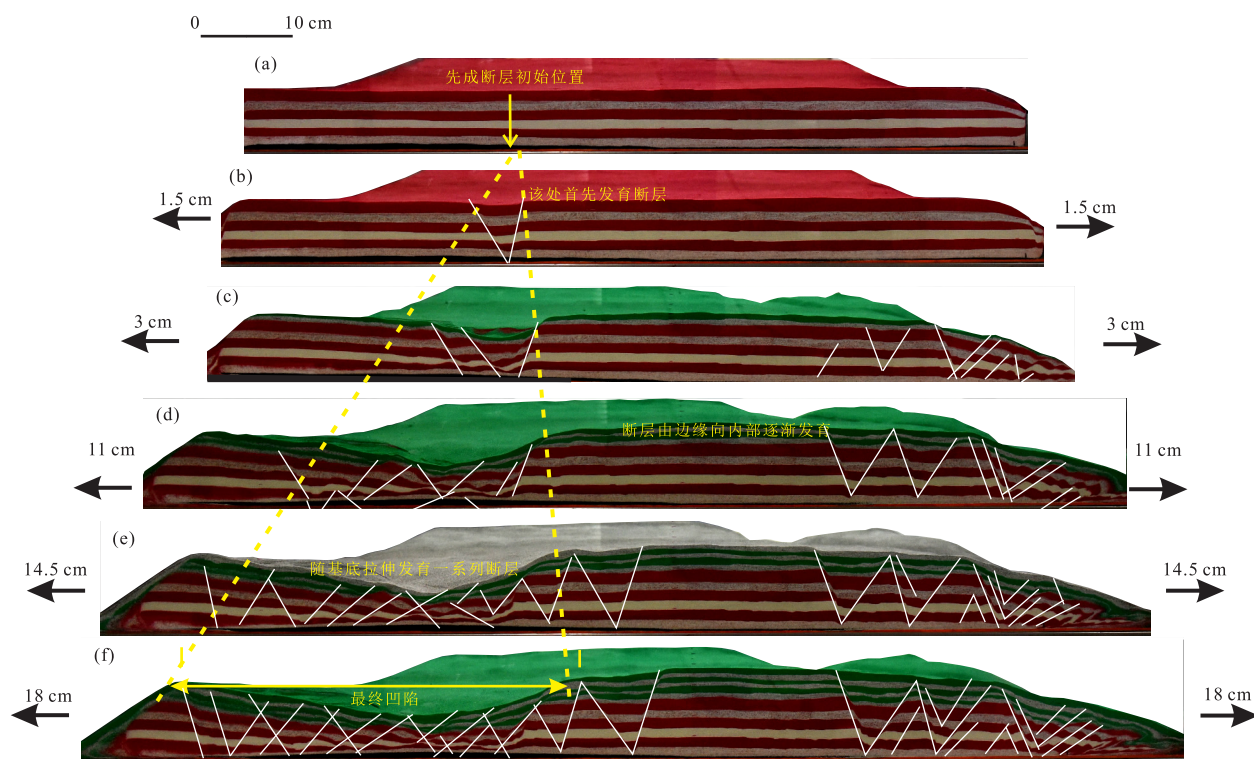 0 10 cm
(a)
先成断层初始位置
(b)
该处首先发育断层
1.5 cm
1.5 cm
(c)
3 cm
3 cm
(d)
断层由边缘向内部逐渐发育
11 cm
11 cm
(e)
随基底拉伸发育一系列断层
14.5 cm
14.5 cm
(f)
最终凹陷
18 cm
18 cm